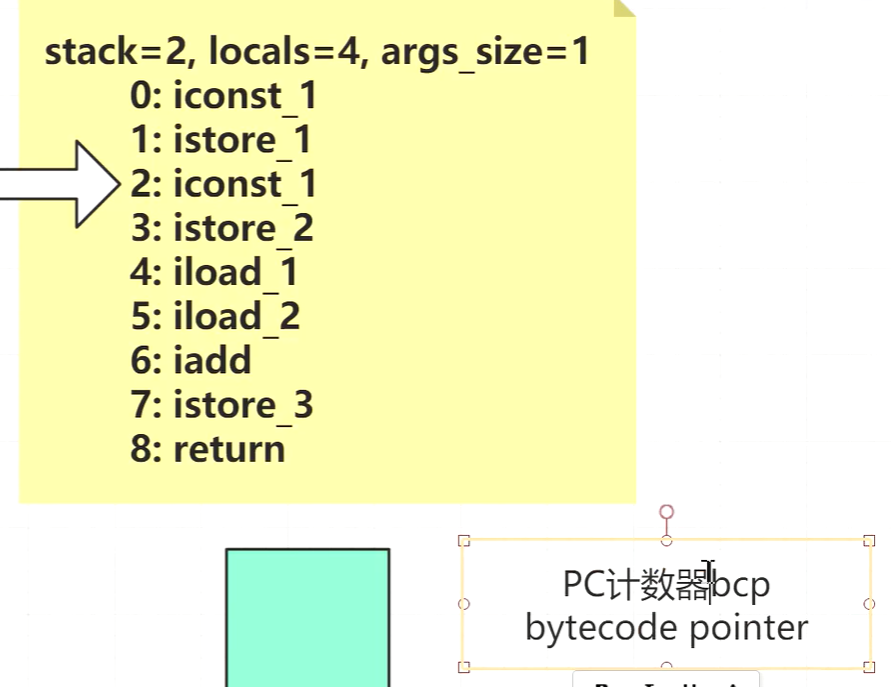 stack=2, locals=4, args_size=1
0: iconst_1
1: istore_1
2: iconst_1
3: istore_2
4: iload_1
5: iload_2
6: iadd
7: istore_3
8: return
PC计数器bcp
bytecode pointer